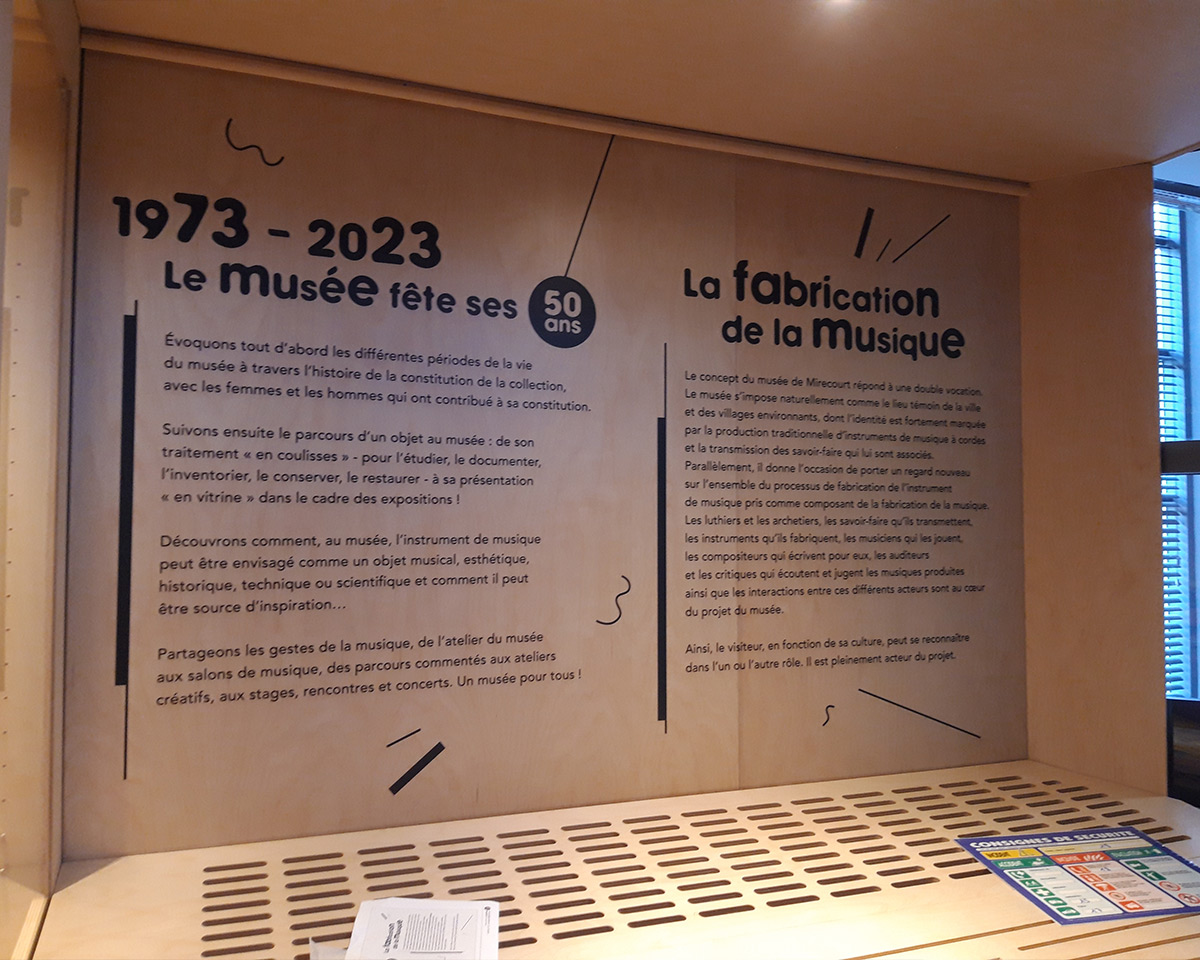 1973 - 2023
Le musée fête ses 50 ans
Évoquons tout d'abord les différentes périodes de la vie
du musée à travers l'histoire de la constitution de la collection,
avec les femmes et les hommes qui ont contribué à sa constitution.
Suivons ensuite le parcours d'un objet au musée : de son
traitement « en coulisses » - pour l'étudier, le documenter,
l'inventorier, le conserver, le restaurer - à sa présentation
« en vitrine » dans le cadre des expositions !
Découvrons comment, au musée, l'instrument de musique
peut être envisagé comme un objet musical, esthétique,
historique, technique ou scientifique et comment il peut
être source d'inspiration...
Partageons les gestes de la musique, de l'atelier du musée
aux salons de musique, des parcours commentés aux ateliers
créatifs, aux stages, rencontres et concerts. Un musée pour tous !
La fabrication
de la musique
Le concept du musée de Mirecourt répond à une double vocation.
Le musée s'impose naturellement comme le lieu témoin de la ville
et des villages environnants, dont l'identité est fortement marquée
par la production traditionnelle d'instruments de musique à cordes
et la transmission des savoir-faire qui lui sont associés.
Parallèlement, il donne l'occasion de porter un regard nouveau
sur l'ensemble du processus de fabrication de l'instrument
de musique pris comme composant de la fabrication de la musique.
Les luthiers et les archetiers, les savoir-faire qu'ils transmettent,
les instruments qu'ils fabriquent, les musiciens qui les jouent,
les compositeurs qui écrivent pour eux, les auditeurs
et les critiques qui écoutent et jugent les musiques produites
ainsi que les interactions entre ces différents acteurs sont au cœur
du projet du musée.
Ainsi, le visiteur, en fonction de sa culture, peut se reconnaître
dans l'un ou l'autre rôle. Il est pleinement acteur du projet.
La fabrication
de la musique
CONSIGNES DE SECURITE